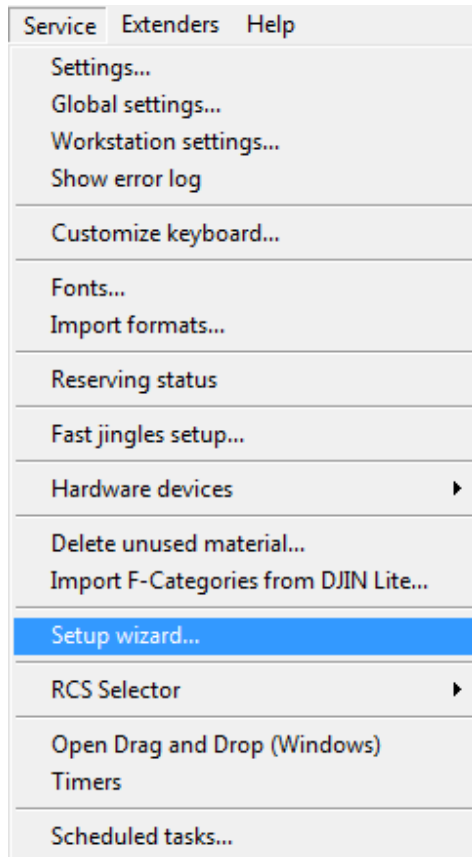 Service Extenders Help
Settings...
Global settings...
Workstation settings...
Show error log
Customize keyboard...
Fonts...
Import formats...
Reserving status
Fast jingles setup...
Hardware devices
Delete unused material...
Import F-Categories from DJIN Lite...
Setup wizard...
RCS Selector
Open Drag and Drop (Windows)
Timers
Scheduled tasks...